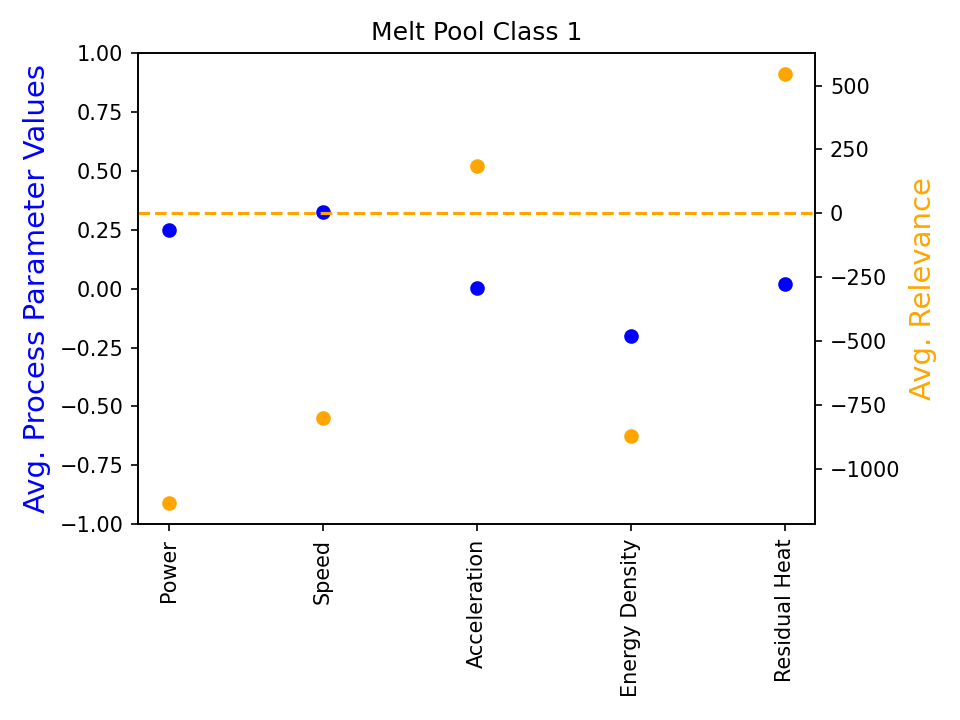 Melt Pool Class 1
Avg. Process Parameter Values
1.00
0.75
0.50
0.25
0.00
−0.25
−0.50
−0.75
−1.00
500
250
0
−250
−500
−750
−1000
Avg. Relevance
Power
Speed
Acceleration
Energy Density
Residual Heat